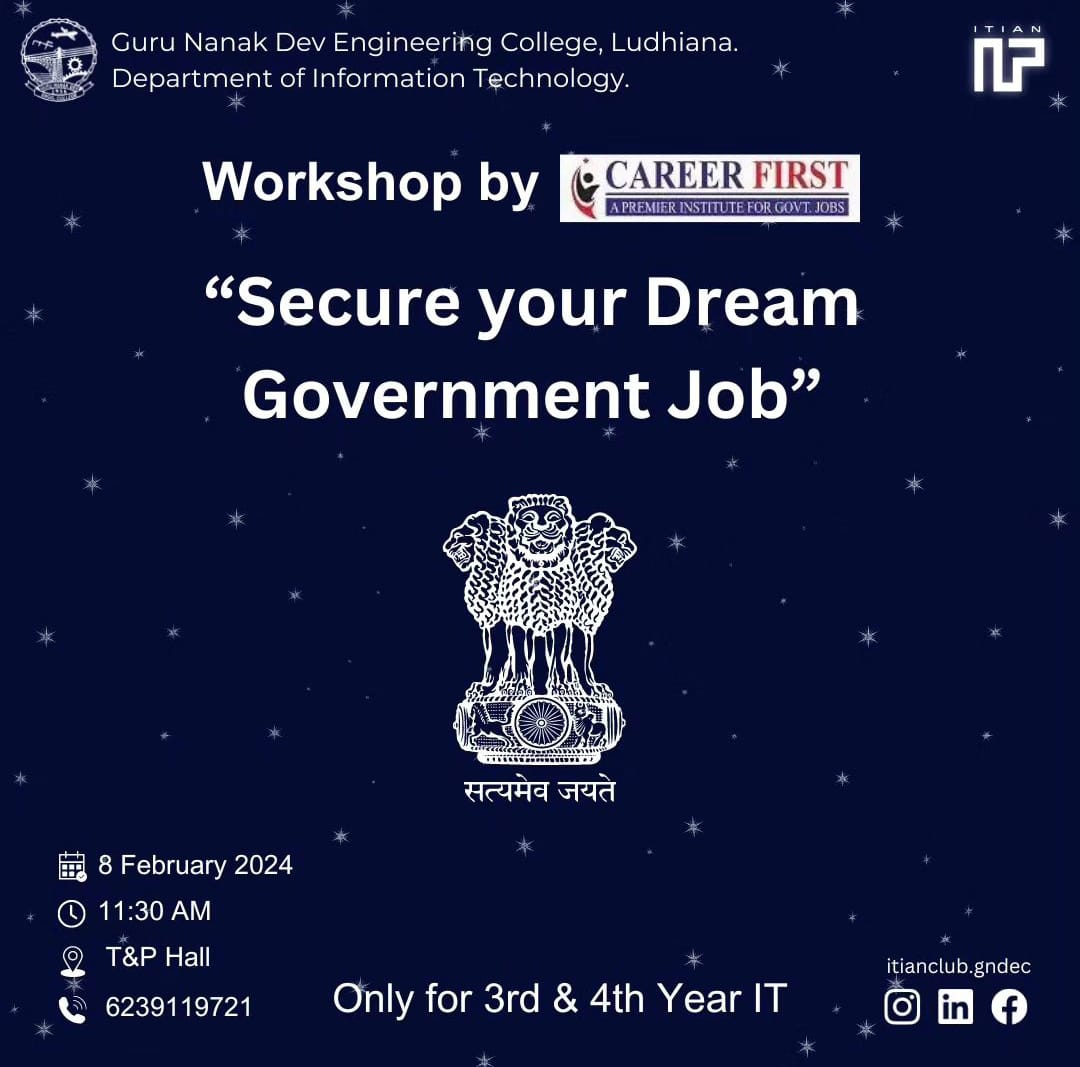 Guru Nanak Dev Engineering College, Ludhiana.
Department of Information Technology.
ITIAN
Workshop by
CAREER FIRST
A PREMIER INSTITUTE FOR GOVT. JOBS
“Secure your Dream
Government Job”
सत्यमेव जयते
8 February 2024
11:30 AM
T&P Hall
6239119721
Only for 3rd & 4th Year IT
itianclub.gndec